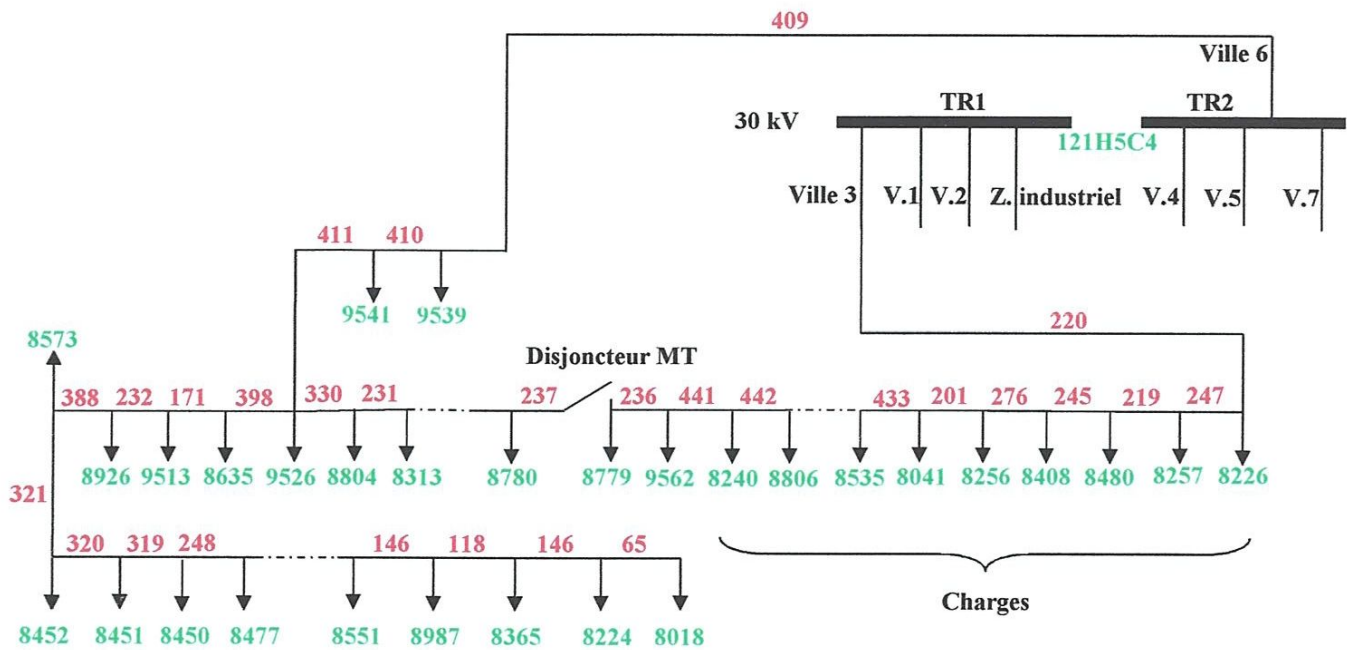 409
Ville 6
TR1 TR2
30 kV
121H5C4
Ville 3 V.1 V.2 Z. industriel V.4 V.5 V.7
411 410
9541 9539
220
8573
Disjoncteur MT
388 232 171 398 330 231 237 236 441 442 433 201 276 245 219 247
8926 9513 8635 9526 8804 8313 8780 8779 9562 8240 8806 8535 8041 8256 8408 8480 8257 8226
321
320 319 248 146 118 146 65
Charges
8452 8451 8450 8477 8551 8987 8365 8224 8018